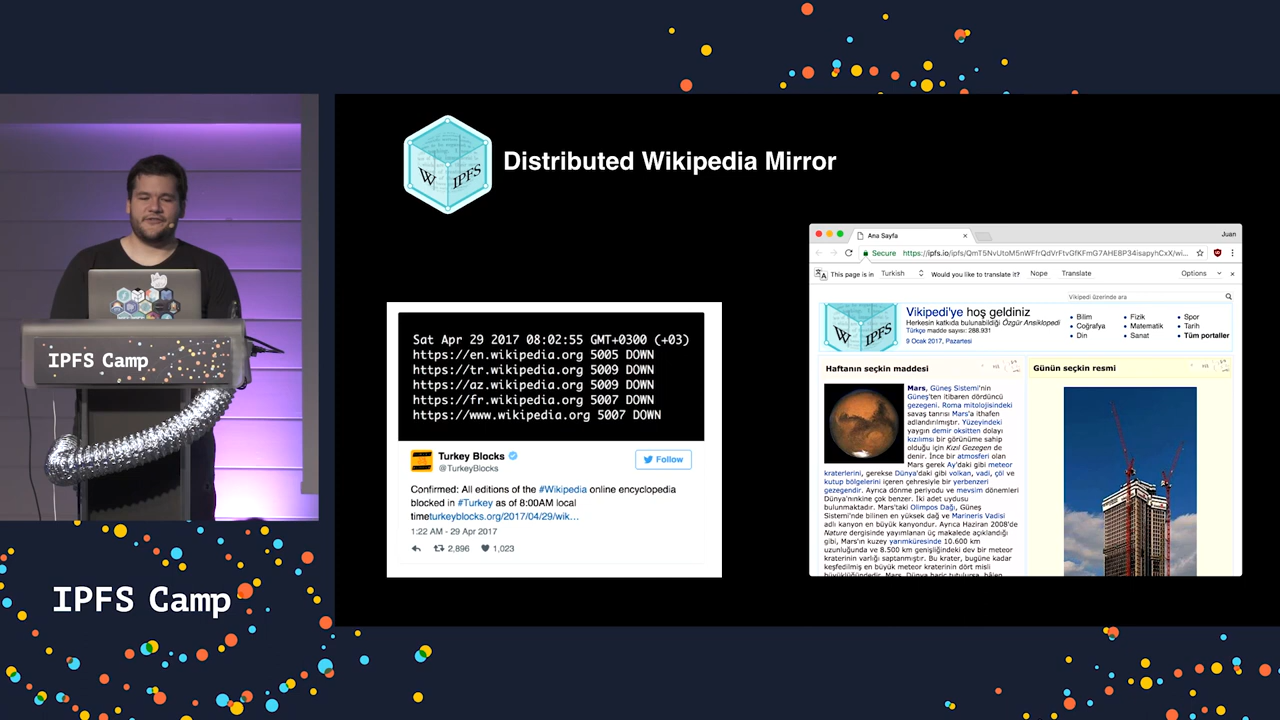 IPFS Camp
IPFS Camp
W IPFS
Distributed Wikipedia Mirror
Sat Apr 29 2017 08:02:55 GMT+0300 (+03)
https://en.wikipedia.org 5005 DOWN
https://tr.wikipedia.org 5009 DOWN
https://az.wikipedia.org 5009 DOWN
https://fr.wikipedia.org 5007 DOWN
https://www.wikipedia.org 5007 DOWN
Turkey Blocks
@TurkeyBlocks
Follow
Confirmed: All editions of the #Wikipedia online encyclopedia
blocked in #Turkey as of 8:00AM local
timeturkeyblocks.org/2017/04/29/wik…
1:22 AM - 29 Apr 2017
2,896 1,023
Ana Sayfa
Juan
Secure https://ipfs.io/ipfs/QmT5NvUtoM5nWFfrQdVrFtvGfKFmG7AHE8P34isapyhCxX/wi...
This page is in Turkish Would you like to translate it? Nope Translate Options
Vikipedi üzerinde ara
W IPFS
Vikipedi'ye hoş geldiniz
Herkesin katkıda bulunabildiği Özgür Ansiklopedi
Türkçe madde sayısı: 288.931
9 Ocak 2017, Pazartesi
Bilim Fizik Spor
Coğrafya Matematik Tarih
Din Sanat Tüm portaller
Haftanın seçkin maddesi
Mars, Güneş Sistemi'nin
Güneş'ten itibaren dördüncü
gezegeni. Roma mitolojisindeki
savaş tanrısı Mars'a ithafen
adlandırılmıştır. Yüzeyindeki
yaygın demir oksitten dolayı
kızılımsı bir görünüme sahip
olduğu için Kızıl Gezegen de
denir. İnce bir atmosferi olan
Mars gerek Ay'daki gibi meteor
kraterlerini, gerekse Dünya'daki gibi volkan, vadi, çöl ve
kutup bölgelerini içeren çehresiyle bir yerbenzeri
gezegendir. Ayrıca dönme periyodu ve mevsim dönemleri
Dünya'nınkine çok benzer. İki adet uydusu
bulunmaktadır. Mars'taki Olimpos Dağı, Güneş
Sistemi'nde bilinen en yüksek dağ ve Marineris Vadisi
adlı kanyon en büyük kanyondur. Ayrıca Haziran 2008'de
Nature dergisinde yayımlanan üç makalede açıklandığı
gibi, Mars'ın kuzey yarımküresinde 10.600 km
uzunluğunda ve 8.500 km genişliğindeki dev bir meteor
kraterinin varlığı saptanmıştır. Bu krater, bugüne kadar
keşfedilmiş en büyük meteor kraterinin dört misli
büyüklüğündedir. Mars, Dünya hariç tutulursa, hâlen
Günün seçkin resmi